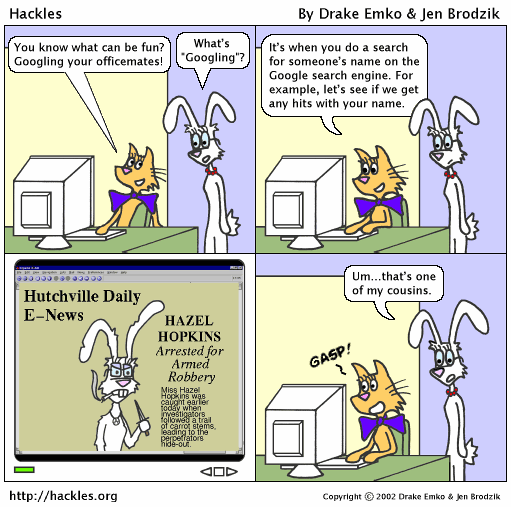 Hackles
By Drake Emko & Jen Brodzik
You know what can be fun?
Googling your officemates!
What's
"Googling"?
It's when you do a search
for someone's name on the
Google search engine. For
example, let's see if we get
any hits with your name.
Hutchville Daily
E-News
HAZEL
HOPKINS
Arrested for
Armed
Robbery
Miss Hazel
Hopkins was
caught earlier
today when
investigators
followed a trail
of carrot stems,
leading to the
perpetrators
hide-out.
Um...that's one
of my cousins.
GASP!
http://hackles.org
Copyright © 2002 Drake Emko & Jen Brodzik